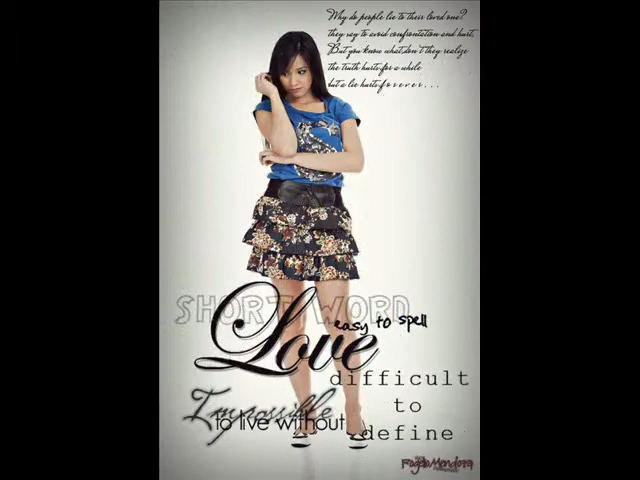 Why do people lie to their loved one?
they say to avoid confrontation and hurt,
But you know what,don't they realize
the truth hurts for a while
but a lie hurts f o r e v e r . . .
SHORT WORD
Love
easy to spell
difficult
Impossible
to
to live without
define